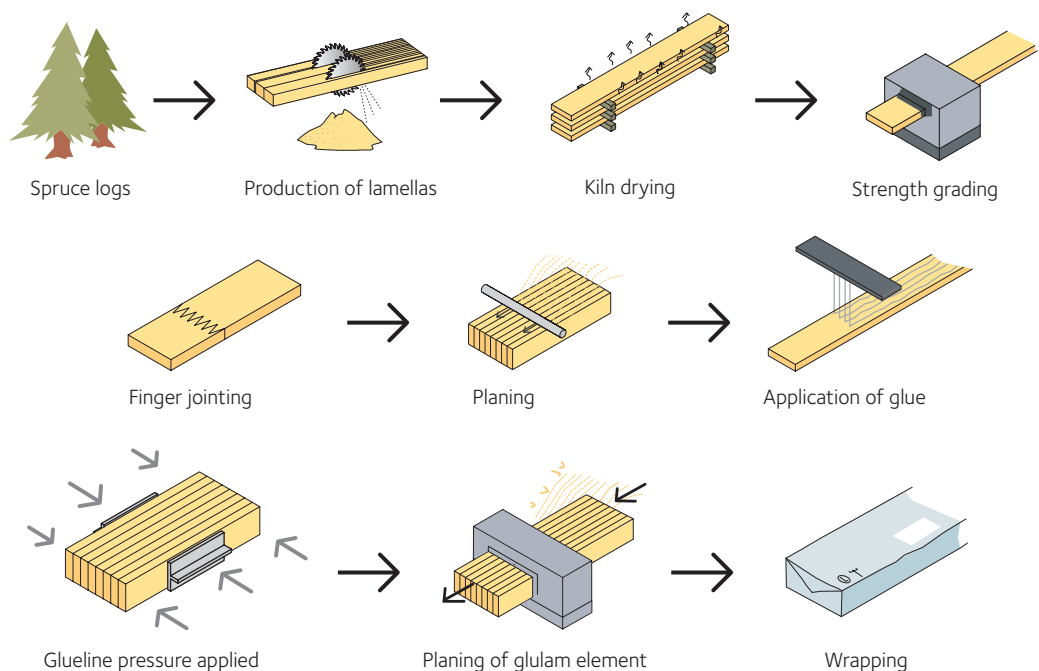 Spruce logs
Production of lamellas
Kiln drying
Strength grading
Finger jointing
Planing
Application of glue
Glueline pressure applied
Planing of glulam element
Wrapping